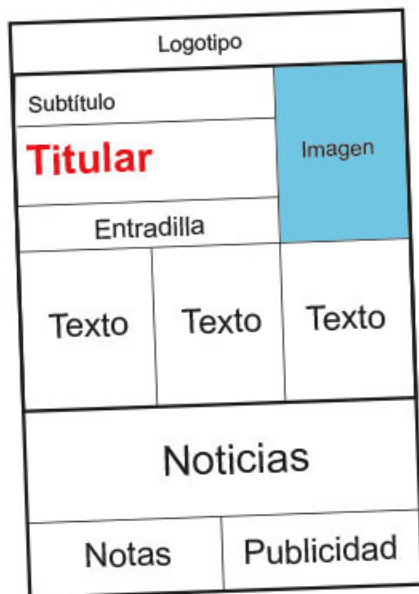 Logotipo
Subtítulo
Titular
Imagen
Entradilla
Texto Texto Texto
Noticias
Notas Publicidad